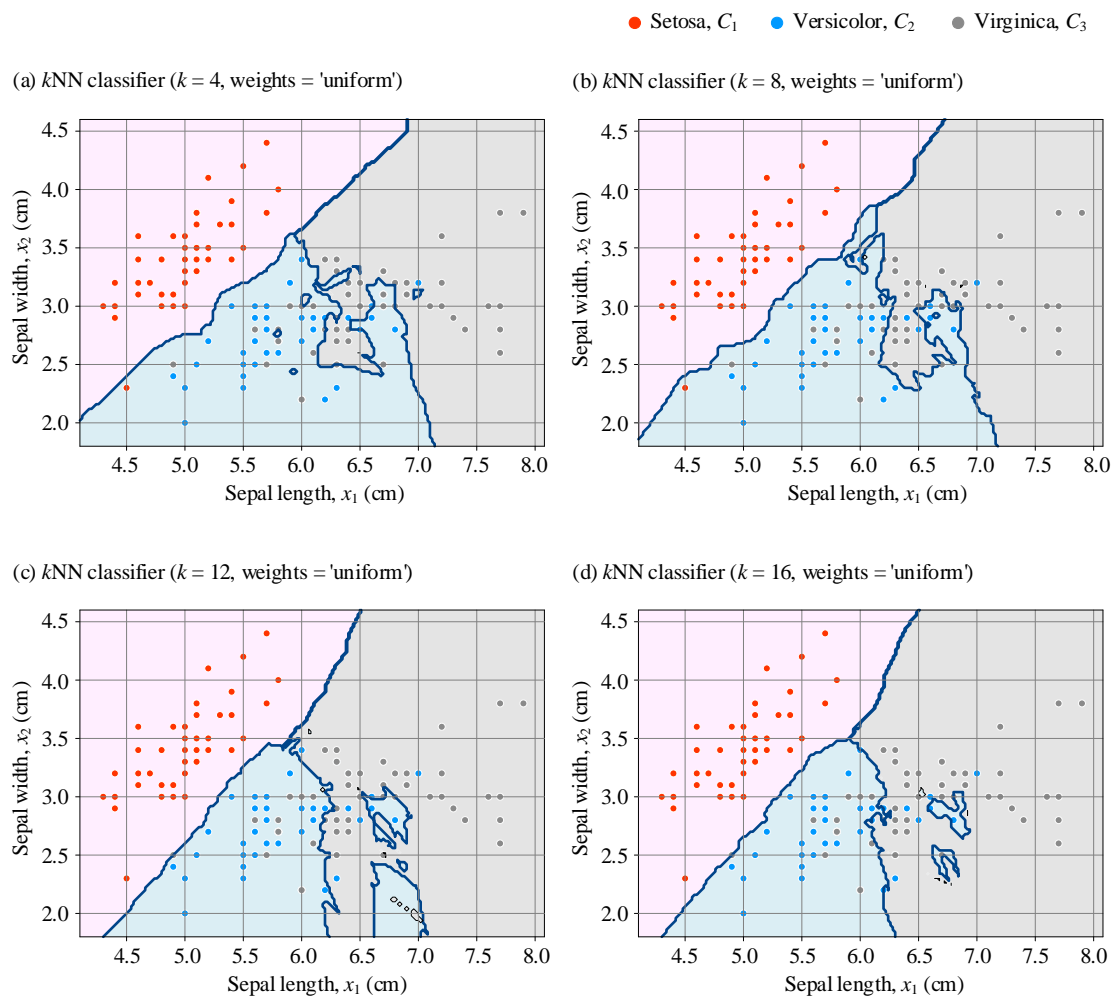 Setosa, C1 Versicolor, C2 Virginica, C3
(a) kNN classifier (k = 4, weights = 'uniform')
(b) kNN classifier (k = 8, weights = 'uniform')
4.5
4.0
3.5
3.0
2.5
2.0
Sepal width, x2 (cm)
4.5 5.0 5.5 6.0 6.5 7.0 7.5 8.0
Sepal length, x1 (cm)
4.5
4.0
3.5
3.0
2.5
2.0
Sepal width, x2 (cm)
4.5 5.0 5.5 6.0 6.5 7.0 7.5 8.0
Sepal length, x1 (cm)
(c) kNN classifier (k = 12, weights = 'uniform')
(d) kNN classifier (k = 16, weights = 'uniform')
4.5
4.0
3.5
3.0
2.5
2.0
Sepal width, x2 (cm)
4.5 5.0 5.5 6.0 6.5 7.0 7.5 8.0
Sepal length, x1 (cm)
4.5
4.0
3.5
3.0
2.5
2.0
Sepal width, x2 (cm)
4.5 5.0 5.5 6.0 6.5 7.0 7.5 8.0
Sepal length, x1 (cm)